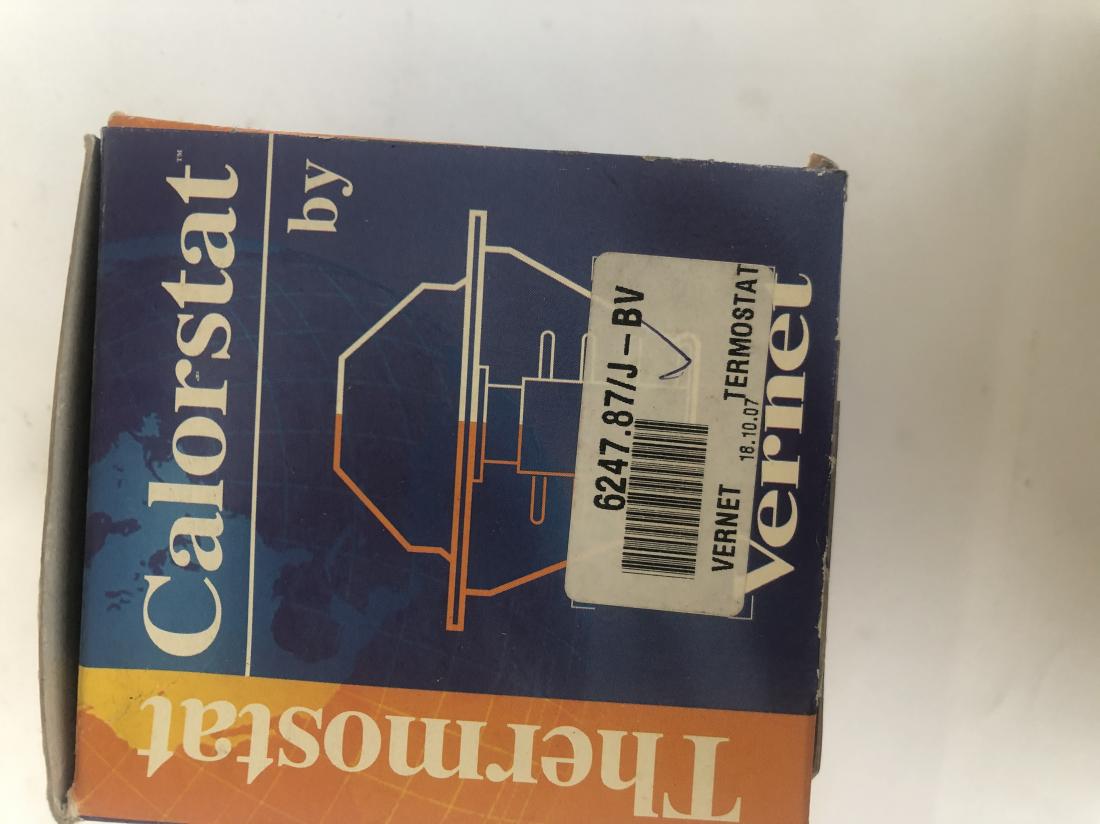 Calorstat™
by
Vernet
6247.87/J-BV
18.10.07
VERNET TERMOSTAT
Thermostat